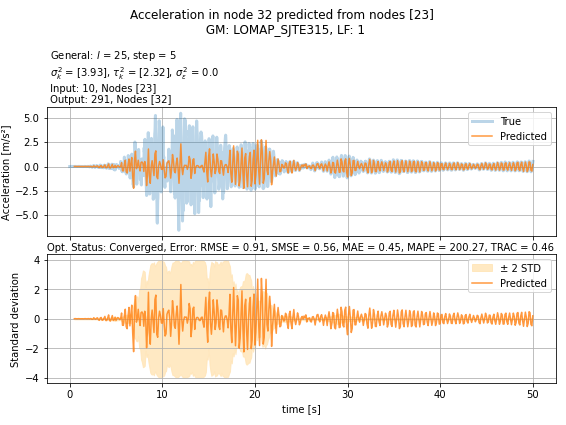 Acceleration in node 32 predicted from nodes [23]
GM: LOMAP_SJTE315, LF: 1
General: l = 25, step = 5
σ²ₖ = [3.93], τ²ₖ = [2.32], σ²ε = 0.0
Input: 10, Nodes [23]
Output: 291, Nodes [32]
5.0
2.5
0.0
−2.5
−5.0
Acceleration [m/s²]
True
Predicted
Opt. Status: Converged, Error: RMSE = 0.91, SMSE = 0.56, MAE = 0.45, MAPE = 200.27, TRAC = 0.46
4
2
0
−2
−4
Standard deviation
± 2 STD
Predicted
0 10 20 30 40 50
time [s]